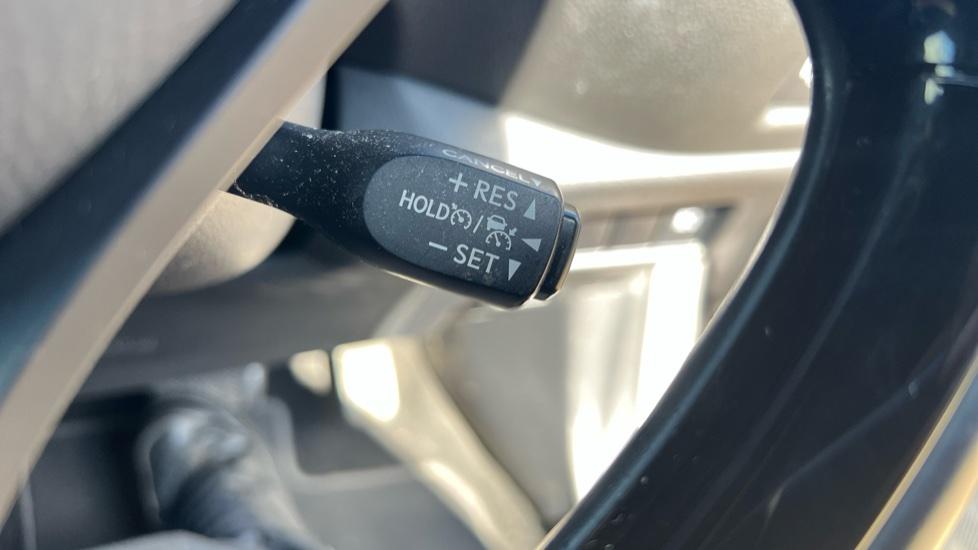 CANCEL
+ RES
HOLD /
− SET